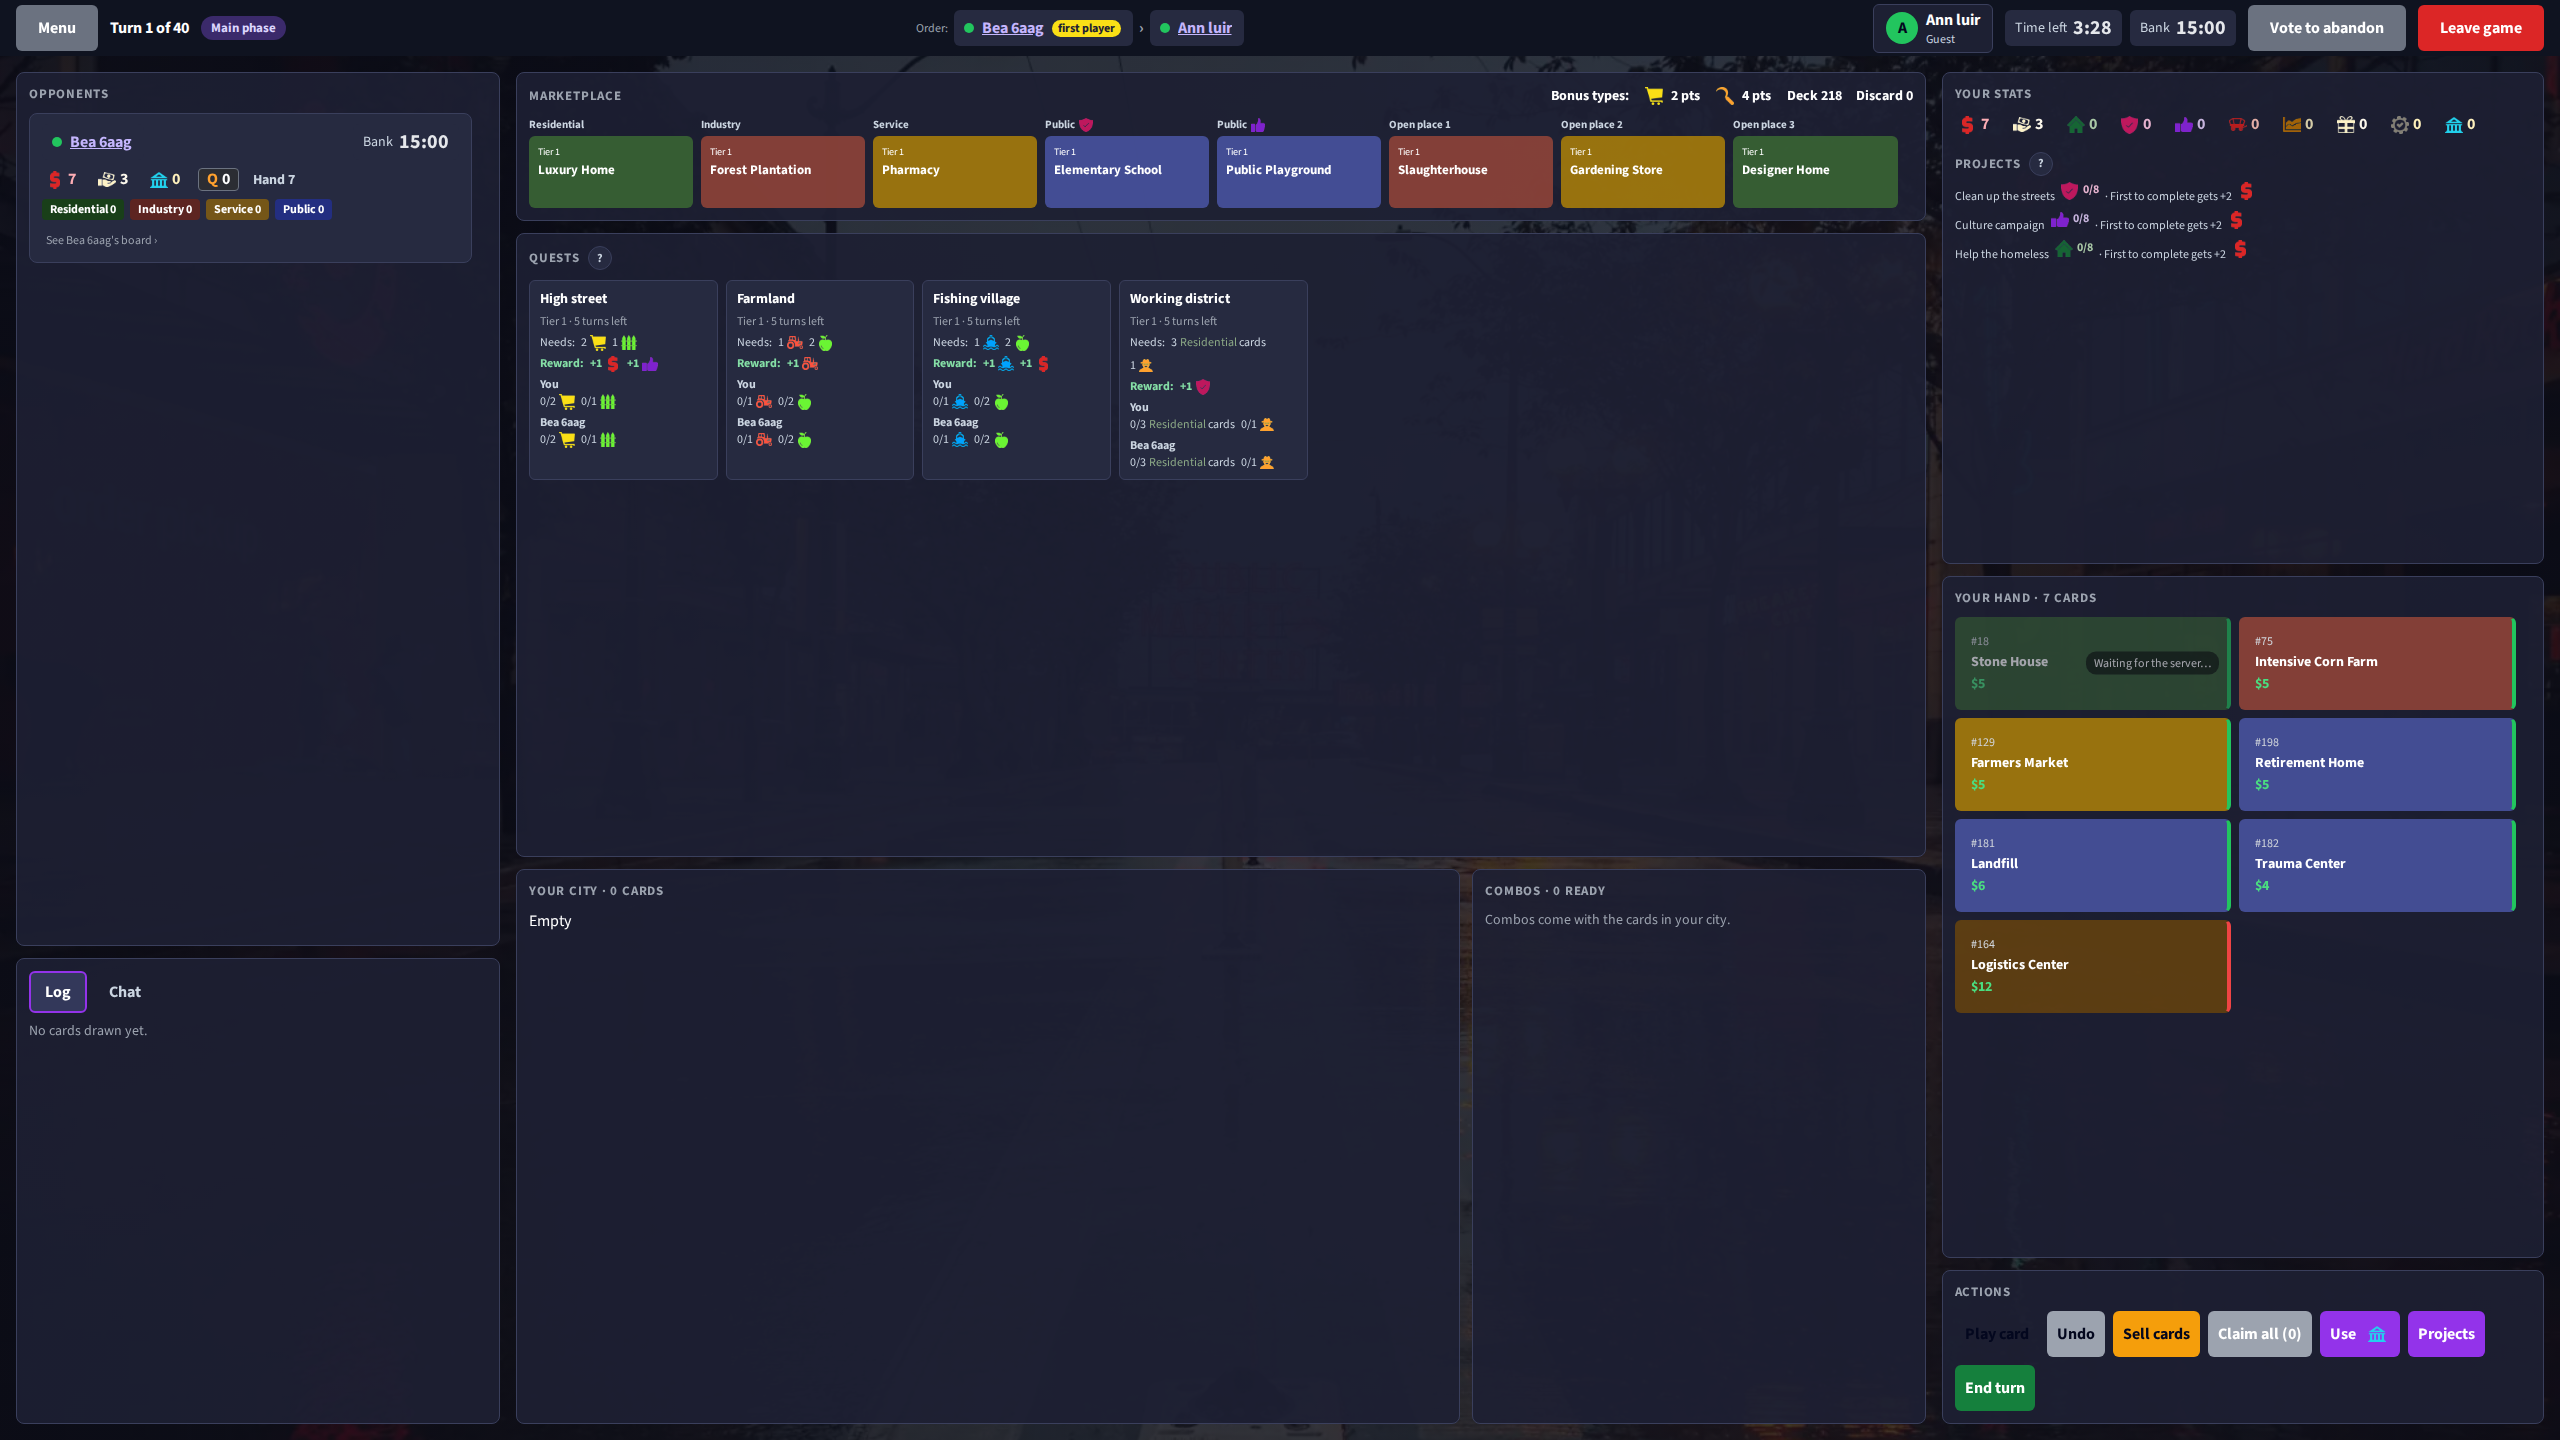 Menu
Turn 1 of 40
Main phase
Order:
Bea 6aag
first player
›
Ann luir
A
Ann luir
Guest
Time left 3:28
Bank 15:00
Vote to abandon
Leave game
OPPONENTS
Bea 6aag
Bank 15:00
7
3
0
Q 0
Hand 7
Residential 0
Industry 0
Service 0
Public 0
See Bea 6aag's board ›
Log
Chat
No cards drawn yet.
MARKETPLACE
Bonus types: 2 pts 4 pts Deck 218 Discard 0
Residential
Tier 1
Luxury Home
Industry
Tier 1
Forest Plantation
Service
Tier 1
Pharmacy
Public
Tier 1
Elementary School
Public
Tier 1
Public Playground
Open place 1
Tier 1
Slaughterhouse
Open place 2
Tier 1
Gardening Store
Open place 3
Tier 1
Designer Home
QUESTS ?
High street
Tier 1 · 5 turns left
Needs: 2 1
Reward: +1 +1
You
0/2 0/1
Bea 6aag
0/2 0/1
Farmland
Tier 1 · 5 turns left
Needs: 1 2
Reward: +1
You
0/1 0/2
Bea 6aag
0/1 0/2
Fishing village
Tier 1 · 5 turns left
Needs: 1 2
Reward: +1 +1
You
0/1 0/2
Bea 6aag
0/1 0/2
Working district
Tier 1 · 5 turns left
Needs: 3 Residential cards
1
Reward: +1
You
0/3 Residential cards 0/1
Bea 6aag
0/3 Residential cards 0/1
YOUR CITY · 0 CARDS
Empty
COMBOS · 0 READY
Combos come with the cards in your city.
YOUR STATS
7 3 0 0 0 0 0 0 0 0
PROJECTS ?
Clean up the streets 0/8 · First to complete gets +2
Culture campaign 0/8 · First to complete gets +2
Help the homeless 0/8 · First to complete gets +2
YOUR HAND · 7 CARDS
#18
Stone House
Waiting for the server…
$5
#75
Intensive Corn Farm
$5
#129
Farmers Market
$5
#198
Retirement Home
$5
#181
Landfill
$6
#182
Trauma Center
$4
#164
Logistics Center
$12
ACTIONS
Play card
Undo
Sell cards
Claim all (0)
Use
Projects
End turn